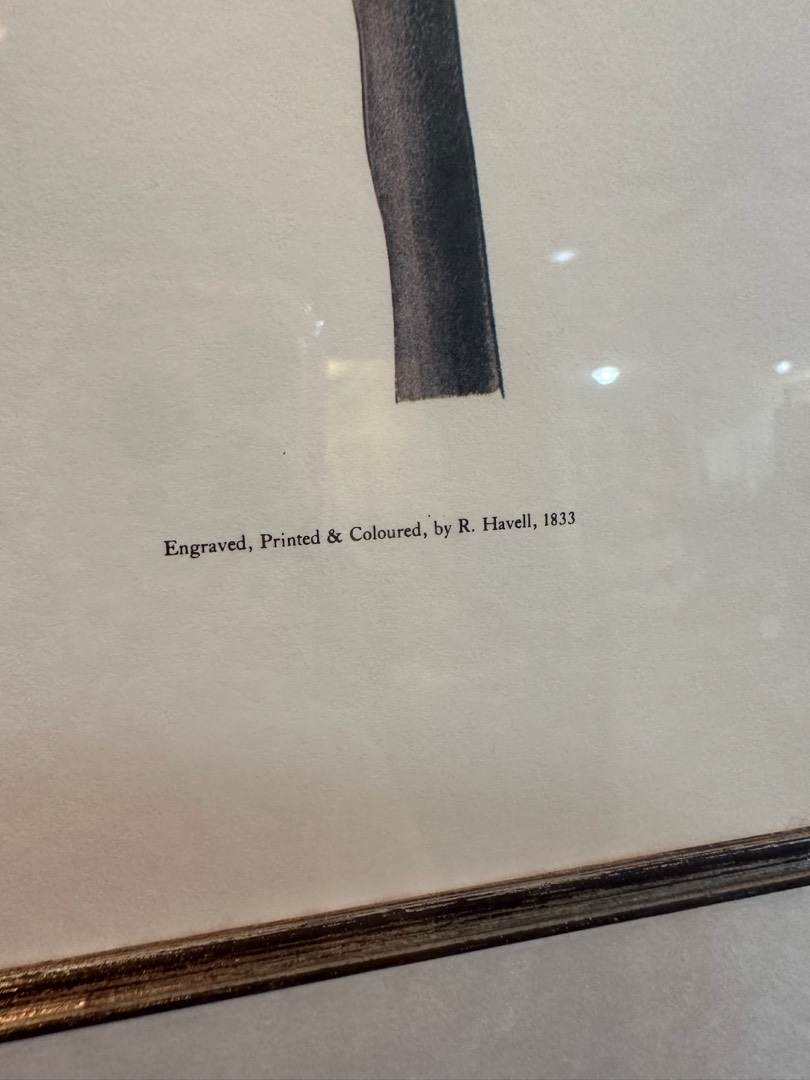 Engraved, Printed & Coloured, by R. Havell, 1833